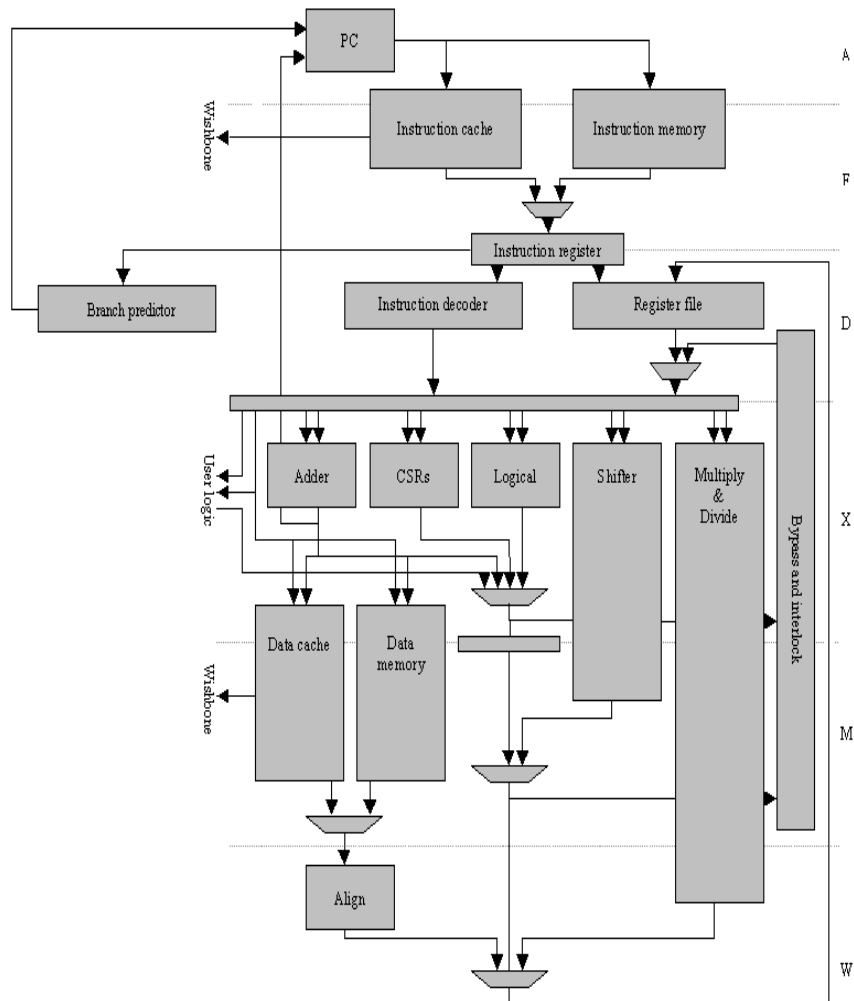 PC
A
Wishbone
Instruction cache
Instruction memory
F
Instruction register
Branch predictor
Instruction decoder
Register file
D
User logic
Adder
CSRs
Logical
Shifter
Multiply
&
Divide
Bypass and interlock
X
Data cache
Data
memory
Wishbone
M
Align
W